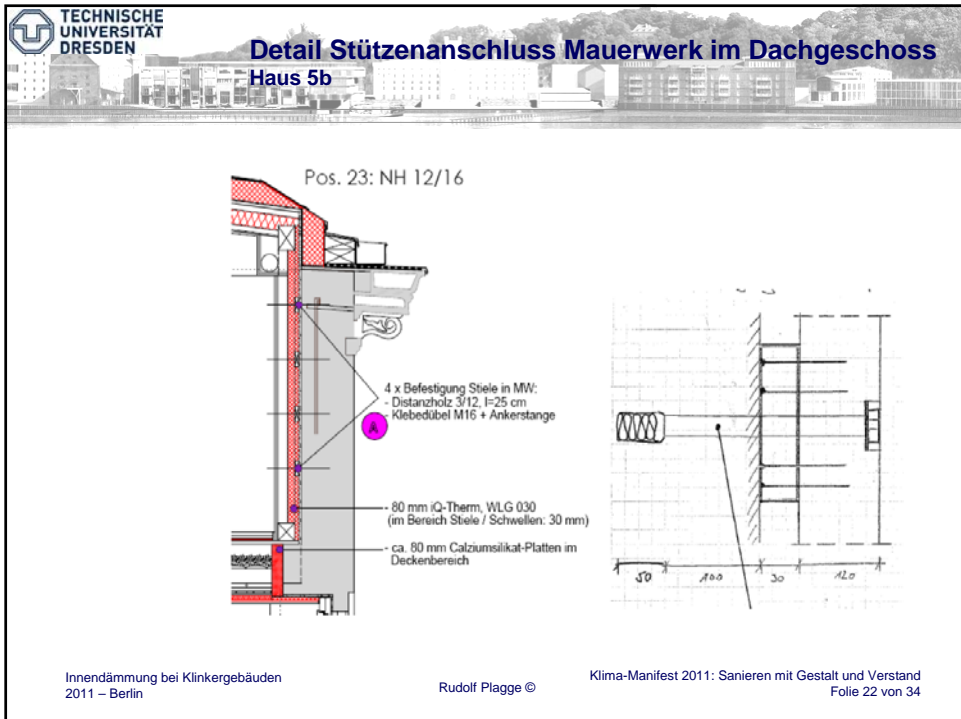 TECHNISCHE
UNIVERSITÄT
DRESDEN
Detail Stützenanschluss Mauerwerk im Dachgeschoss
Haus 5b
Pos. 23: NH 12/16
4 x Befestigung Stiele in MW:
- Distanzholz 3/12, l=25 cm
- Klebedübel M16 + Ankerstange
A
- 80 mm iQ-Therm, WLG 030
(im Bereich Stiele / Schwellen: 30 mm)
- ca. 80 mm Calziumsilikat-Platten im
Deckenbereich
50 100 30 120
Innendämmung bei Klinkergebäuden
2011 – Berlin
Rudolf Plagge ©
Klima-Manifest 2011: Sanieren mit Gestalt und Verstand
Folie 22 von 34